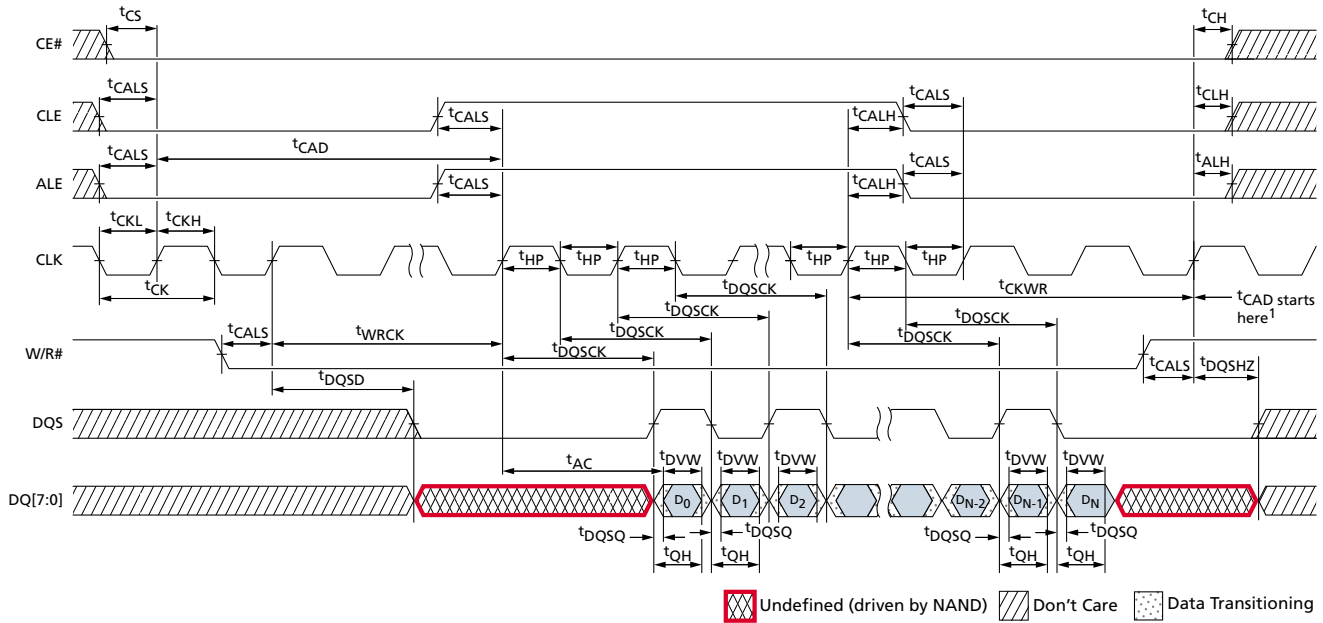 tCS
tCH
CE#
tCALS
tCALS
CLE
tCALS
tCALH
tCLH
tCAD
tCALS
tCALS
ALE
tCALS
tCALH
tALH
tCKL
tCKH
CLK
tHP
tHP
tHP
tHP
tHP
tHP
tCK
tDQSCK
tCKWR
tCAD starts
here1
tDQSCK
tDQSCK
tCALS
tWRCK
tDQSCK
tDQSCK
tDQSCK
W/R#
tDQSD
tCALS
tDQSHZ
DQS
tAC
tDVW
tDVW
tDVW
tDVW
tDVW
DQ[7:0]
D0
D1
D2
DN-2
DN-1
DN
tDQSQ
tDQSQ
tDQSQ
tDQSQ
tQH
tQH
tQH
tQH
Undefined (driven by NAND)
Don't Care
Data Transitioning